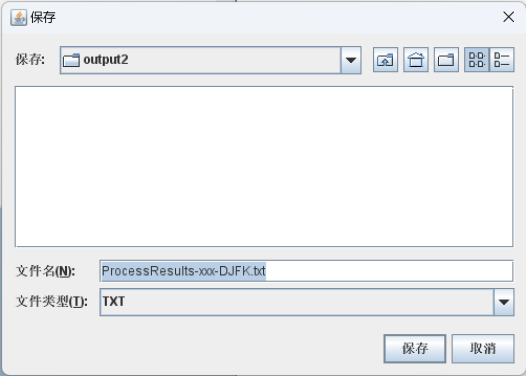 保存
保存: output2
文件名(N): ProcessResults-xxx-DJFK.txt
文件类型(T): TXT
保存 取消